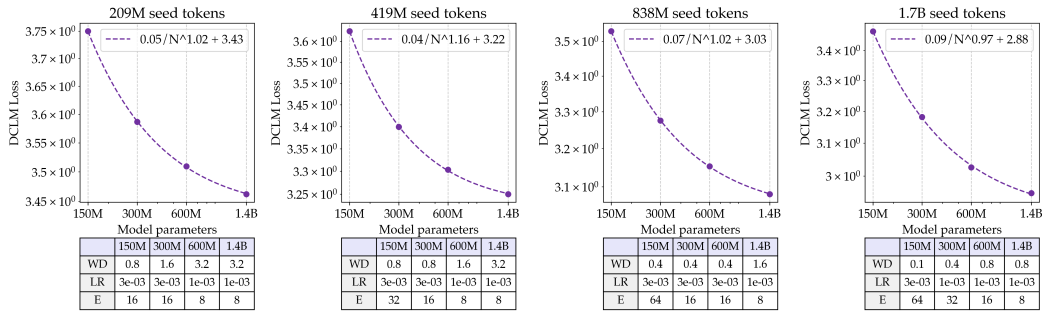 209M seed tokens
0.05/N^1.02 + 3.43
DCLM Loss
3.75 × 10⁰
3.7 × 10⁰
3.65 × 10⁰
3.6 × 10⁰
3.55 × 10⁰
3.5 × 10⁰
3.45 × 10⁰
150M 300M 600M 1.4B
Model parameters
150M 300M 600M 1.4B
WD 0.8 1.6 3.2 3.2
LR 3e-03 3e-03 1e-03 1e-03
E 16 16 8 8
419M seed tokens
0.04/N^1.16 + 3.22
DCLM Loss
3.6 × 10⁰
3.55 × 10⁰
3.5 × 10⁰
3.45 × 10⁰
3.4 × 10⁰
3.35 × 10⁰
3.3 × 10⁰
3.25 × 10⁰
150M 300M 600M 1.4B
Model parameters
150M 300M 600M 1.4B
WD 0.8 0.8 1.6 3.2
LR 3e-03 3e-03 1e-03 1e-03
E 32 16 8 8
838M seed tokens
0.07/N^1.02 + 3.03
DCLM Loss
3.5 × 10⁰
3.4 × 10⁰
3.3 × 10⁰
3.2 × 10⁰
3.1 × 10⁰
150M 300M 600M 1.4B
Model parameters
150M 300M 600M 1.4B
WD 0.4 0.4 0.4 1.6
LR 3e-03 3e-03 3e-03 1e-03
E 64 16 16 8
1.7B seed tokens
0.09/N^0.97 + 2.88
DCLM Loss
3.4 × 10⁰
3.3 × 10⁰
3.2 × 10⁰
3.1 × 10⁰
3 × 10⁰
150M 300M 600M 1.4B
Model parameters
150M 300M 600M 1.4B
WD 0.1 0.4 0.8 0.8
LR 3e-03 1e-03 1e-03 1e-03
E 64 32 16 8